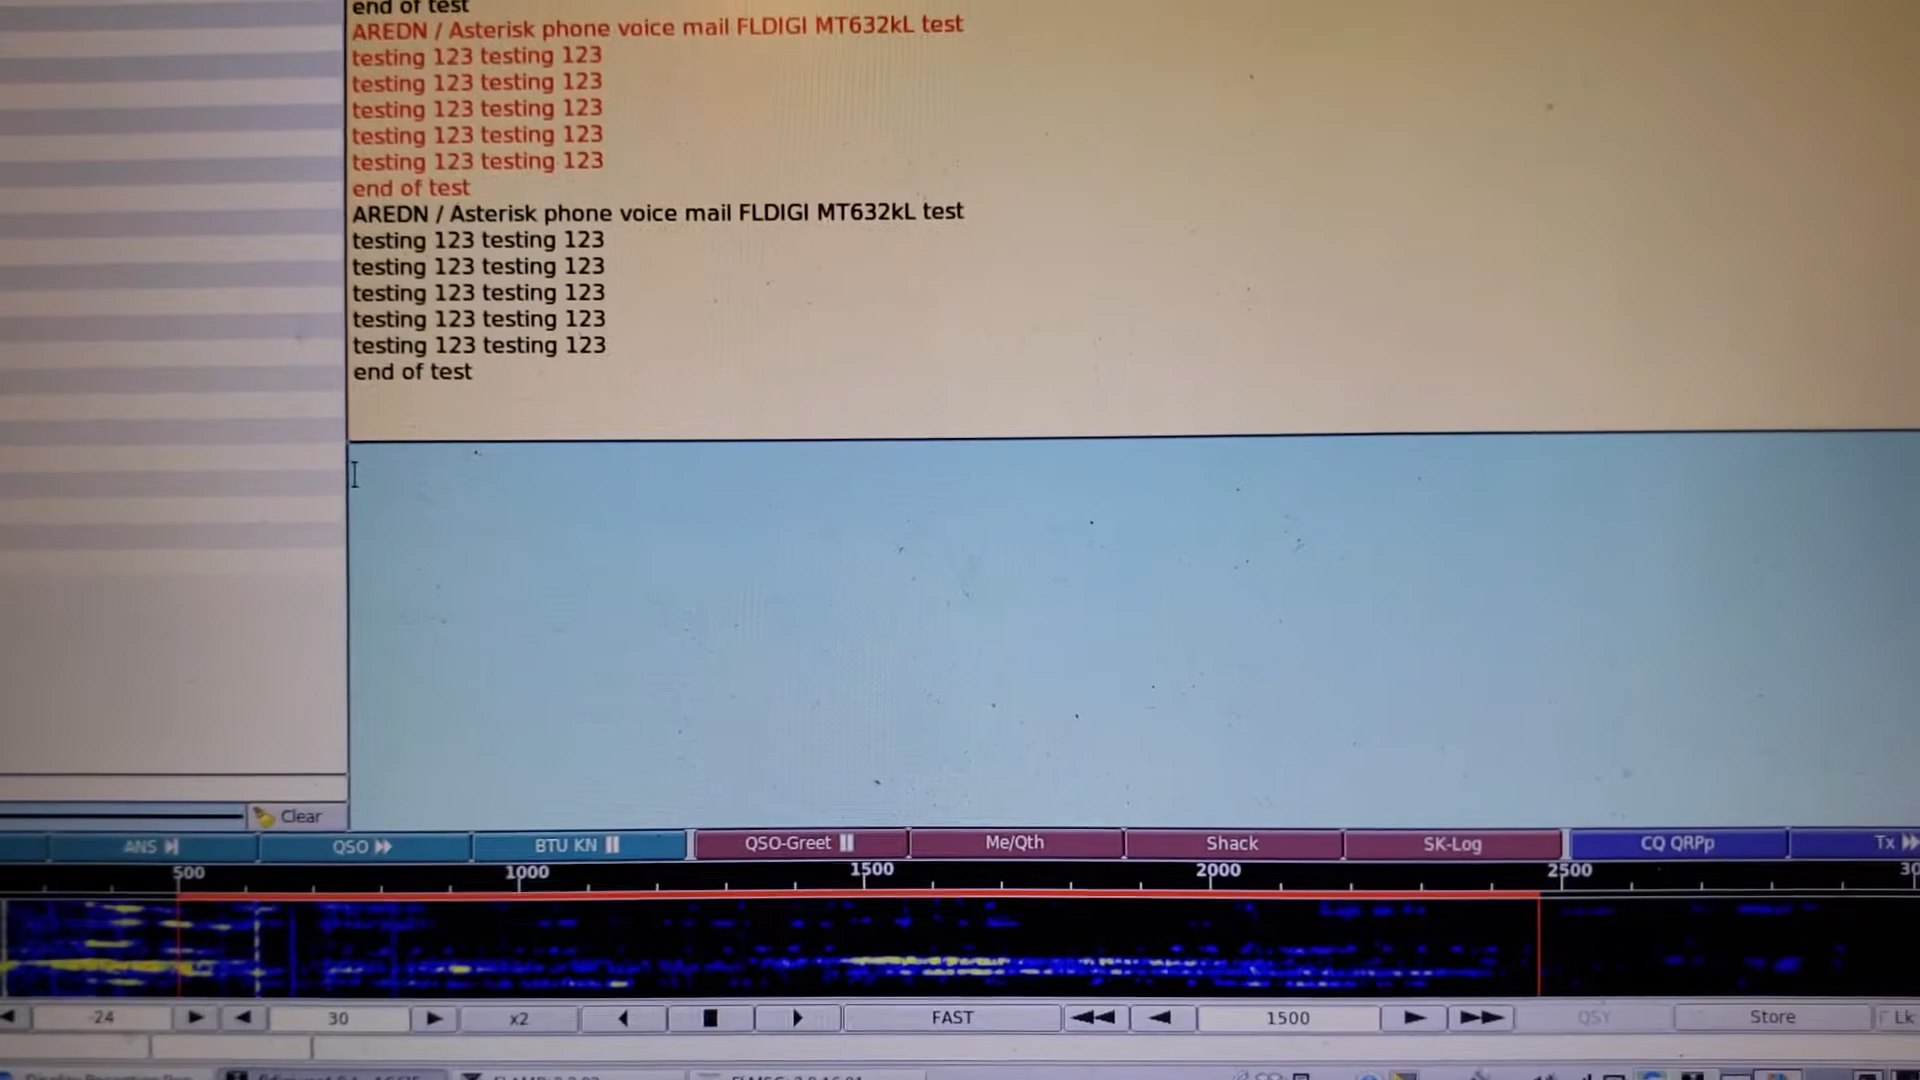 end of test
AREDN / Asterisk phone voice mail FLDIGI MT632kL test
testing 123 testing 123
testing 123 testing 123
testing 123 testing 123
testing 123 testing 123
testing 123 testing 123
end of test
AREDN / Asterisk phone voice mail FLDIGI MT632kL test
testing 123 testing 123
testing 123 testing 123
testing 123 testing 123
testing 123 testing 123
testing 123 testing 123
end of test
Clear
ANS QSO BTU KN QSO-Greet Me/Qth Shack SK-Log CQ QRPp Tx
500 1000 1500 2000 2500 30
-24 30 x2 FAST 1500 QSY Store Lk